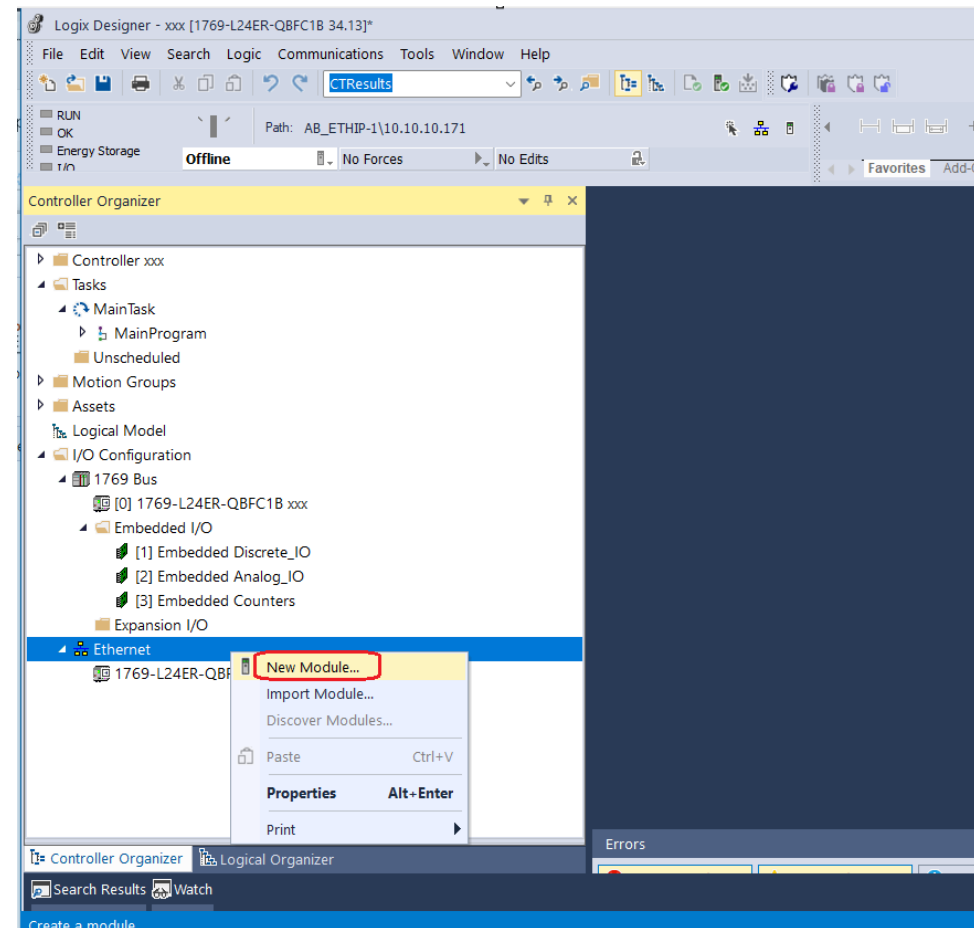 Logix Designer - xxx [1769-L24ER-QBFC1B 34.13]*
File Edit View Search Logic Communications Tools Window Help
CTResults
RUN
OK
Energy Storage
I/O
Path: AB_ETHIP-1\10.10.10.171
Offline No Forces No Edits
Favorites Add-
Controller Organizer
Controller xxx
Tasks
MainTask
MainProgram
Unscheduled
Motion Groups
Assets
Logical Model
I/O Configuration
1769 Bus
[0] 1769-L24ER-QBFC1B xxx
Embedded I/O
[1] Embedded Discrete_IO
[2] Embedded Analog_IO
[3] Embedded Counters
Expansion I/O
Ethernet
1769-L24ER-QBF
New Module...
Import Module...
Discover Modules...
Paste Ctrl+V
Properties Alt+Enter
Print
Errors
Controller Organizer Logical Organizer
Search Results Watch
Create a module